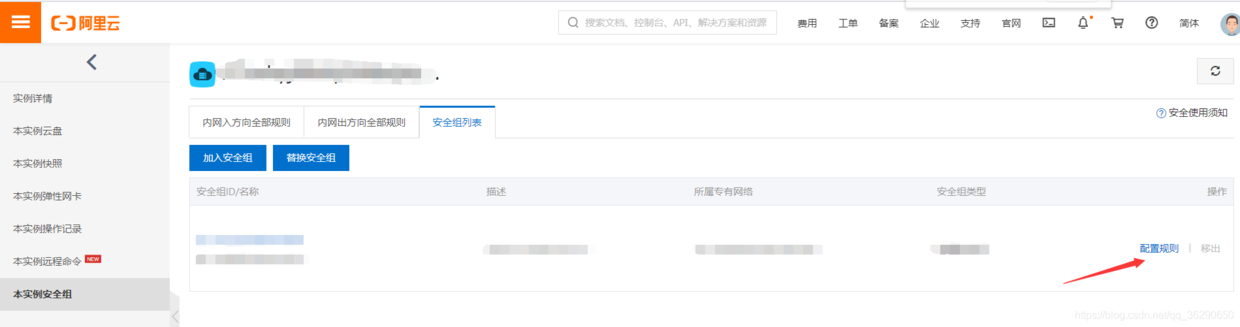 阿里云
搜索文档、控制台、API、解决方案和资源
费用 工单 备案 企业 支持 官网 简体
实例详情
本实例云盘
本实例快照
本实例弹性网卡
本实例操作记录
本实例远程命令 NEW
本实例安全组
内网入方向全部规则 内网出方向全部规则 安全组列表
安全使用须知
加入安全组 替换安全组
安全组ID/名称 描述 所属专有网络 安全组类型 操作
配置规则 移出
https://blog.csdn.net/qq_36290650